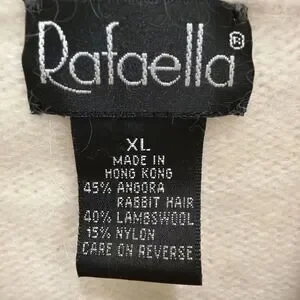 Rafaella®
XL
MADE IN
HONG KONG
45% ANGORA
RABBIT HAIR
40% LAMBSWOOL
15% NYLON
CARE ON REVERSE